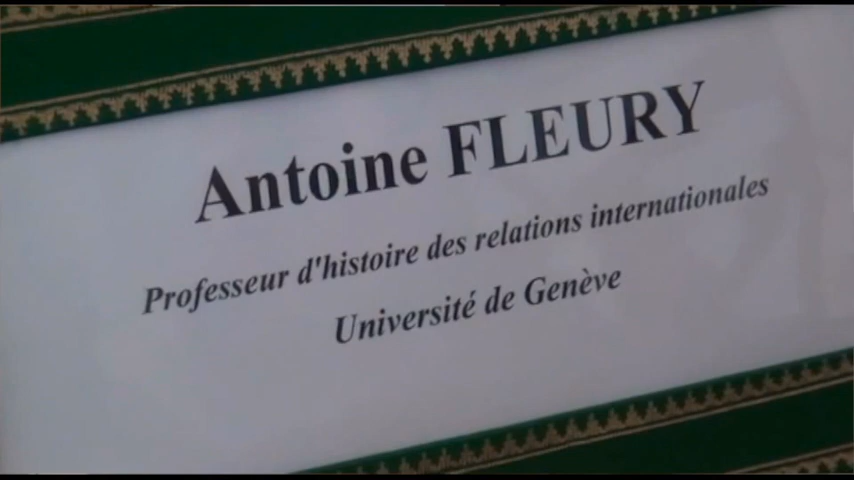 Antoine FLEURY
Professeur d'histoire des relations internationales
Université de Genève